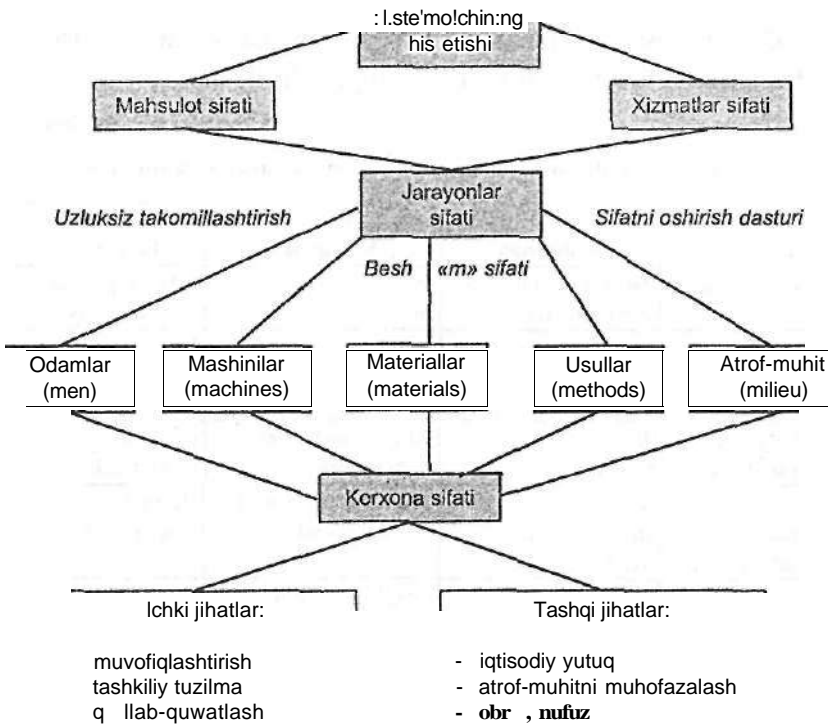 : l.ste'mo!chin:ng
his etishi
Mahsulot sifati
Xizmatlar sifati
Jarayonlar
sifati
Uzluksiz takomillashtirish
Sifatni oshirish dasturi
Besh «m» sifati
Odamlar
(men)
Mashinilar
(machines)
Materiallar
(materials)
Usullar
(methods)
Atrof-muhit
(milieu)
Korxona sifati
Ichki jihatlar:
muvofiqlashtirish
tashkiliy tuzilma
q llab-quwatlash
Tashqi jihatlar:
- iqtisodiy yutuq
- atrof-muhitni muhofazalash
- obr , nufuz